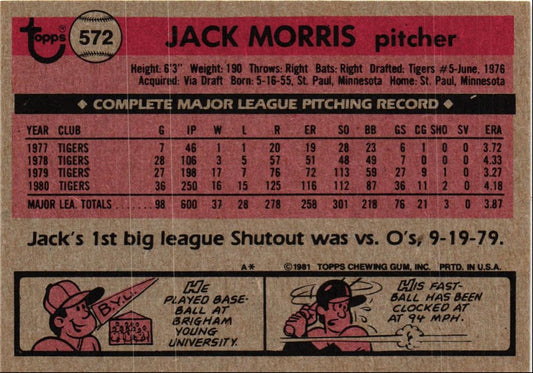 Topps
572
JACK MORRIS pitcher
Height: 6'3" Weight: 190 Throws: Right Bats: Right Drafted: Tigers #5-June, 1976
Acquired: Via Draft Born: 5-16-55, St. Paul, Minnesota Home: St. Paul, Minnesota
◆ COMPLETE MAJOR LEAGUE PITCHING RECORD ◆
YEAR CLUB G IP W L R ER SO BB GS CG SHO SV ERA
1977 TIGERS 7 46 1 1 20 19 28 23 6 1 0 0 3.72
1978 TIGERS 28 106 3 5 57 51 48 49 7 0 0 0 4.33
1979 TIGERS 27 198 17 7 76 72 113 59 27 9 1 0 3.27
1980 TIGERS 36 250 16 15 125 116 112 87 36 11 2 0 4.18
MAJOR LEA. TOTALS 98 600 37 28 278 258 301 218 76 21 3 0 3.87
Jack's 1st big league Shutout was vs. O's, 9-19-79.
A* ©1981 TOPPS CHEWING GUM, INC. PRTD. IN U.S.A.
B.Y.U.
HE
PLAYED BASE-
BALL AT
BRIGHAM
YOUNG
UNIVERSITY.
HIS FAST-
BALL HAS BEEN
CLOCKED AT
AT 94 MPH.